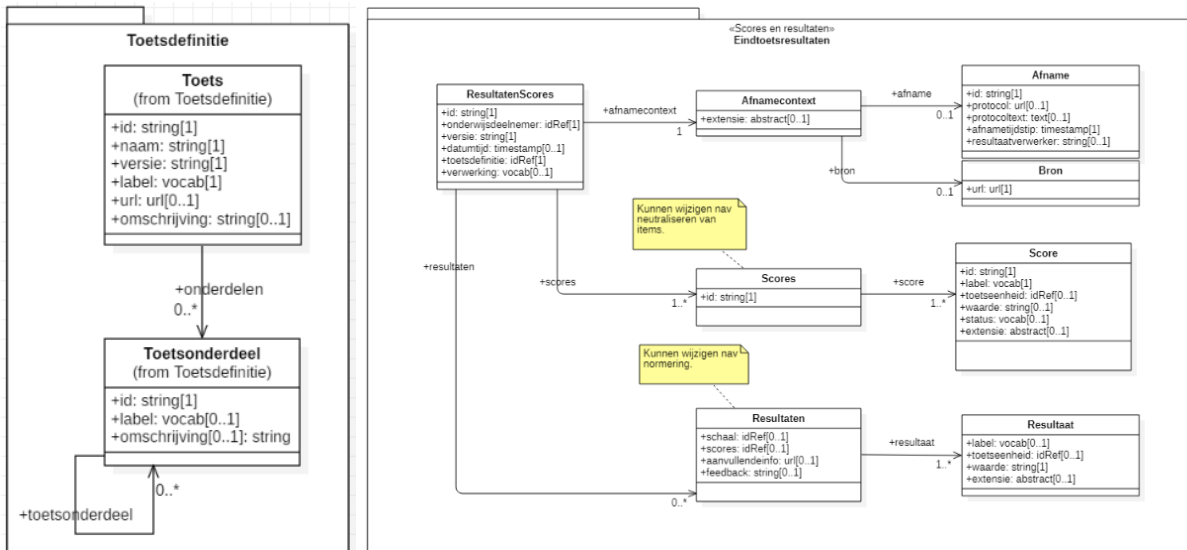 Toetsdefinitie
Toets
(from Toetsdefinitie)
+id: string[1]
+naam: string[1]
+versie: string[1]
+label: vocab[1]
+url: url[0..1]
+omschrijving: string[0..1]
+onderdelen
0..*
Toetsonderdeel
(from Toetsdefinitie)
+id: string[1]
+label: vocab[0..1]
+omschrijving[0..1]: string
0..*
+toetsonderdeel
«Scores en resultaten»
Eindtoetsresultaten
ResultatenScores
+id: string[1]
+onderwijsdeelnemer: idRef[1]
+versie: string[1]
+datumtijd: timestamp[0..1]
+toetsdefinitie: idRef[1]
+verwerking: vocab[0..1]
+afnamecontext
1
Afnamecontext
+extensie: abstract[0..1]
+afname
0..1
Afname
+id: string[1]
+protocol: url[0..1]
+protocoltext: text[0..1]
+afnametijdstip: timestamp[1]
+resultaatverwerker: string[0..1]
+bron
0..1
Bron
+url: url[1]
Kunnen wijzigen nav
neutraliseren van
items.
+resultaten
+scores
1..*
Scores
+id: string[1]
+score
1..*
Score
+id: string[1]
+label: vocab[1]
+toetseenheid: idRef[0..1]
+waarde: string[0..1]
+status: vocab[0..1]
+extensie: abstract[0..1]
Kunnen wijzigen nav
normering.
Resultaten
+schaal: idRef[0..1]
+scores: idRef[0..1]
+aanvullendeinfo: url[0..1]
+feedback: string[0..1]
0..*
+resultaat
1..*
Resultaat
+label: vocab[0..1]
+toetseenheid: idRef[0..1]
+waarde: string[1]
+extensie: abstract[0..1]